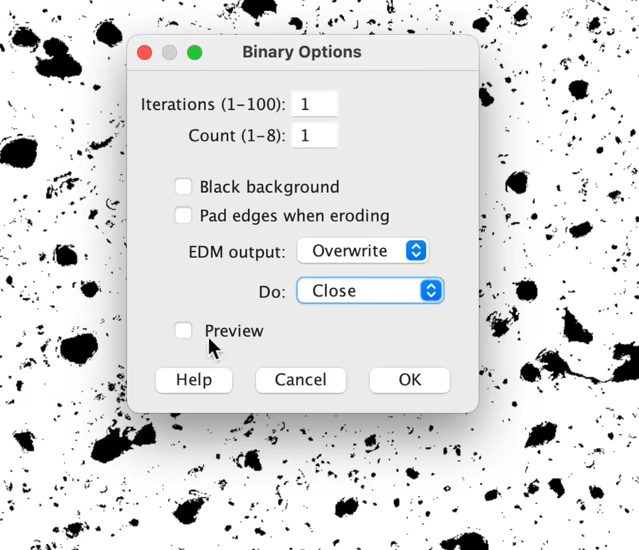 Binary Options
Iterations (1-100): 1
Count (1-8): 1
Black background
Pad edges when eroding
EDM output: Overwrite
Do: Close
Preview
Help Cancel OK